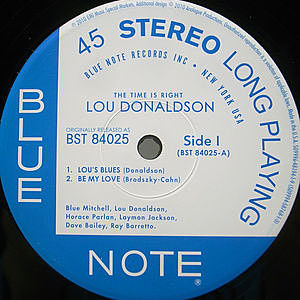 45 STEREO LONG PLAYING
BLUE NOTE RECORDS INC • NEW YORK USA
THE TIME IS RIGHT
LOU DONALDSON
ORIGINALLY RELEASED AS
BST 84025
Side I
(BST 84025-A)
1. LOU'S BLUES (Donaldson)
2. BE MY LOVE (Brodszky-Cahn)
Blue Mitchell, Lou Donaldson,
Horace Parlan, Laymon Jackson,
Dave Bailey, Ray Barretto.
BLUE
NOTE®